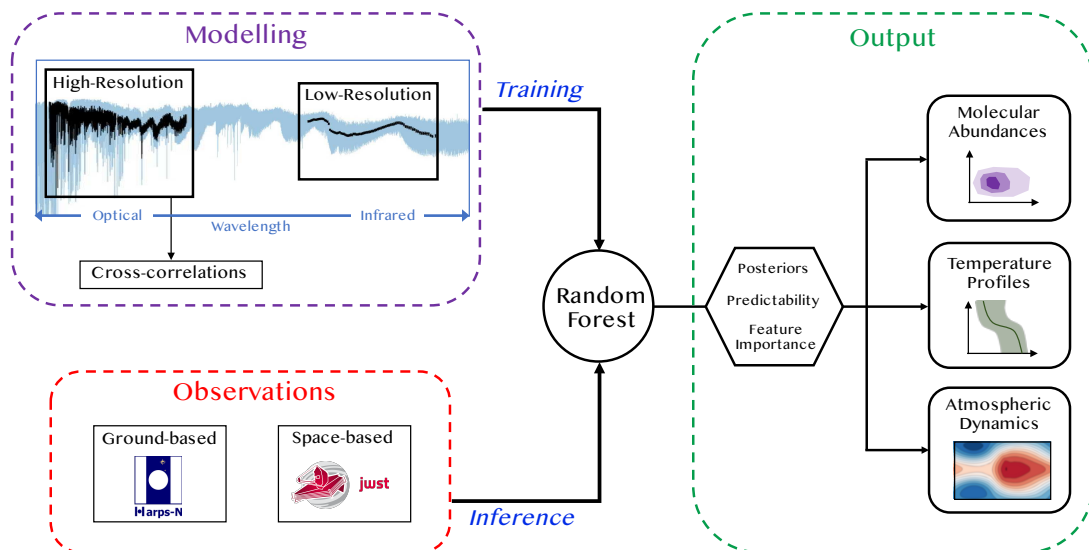 Modelling
High-Resolution
Low-Resolution
Optical
Wavelength
Infrared
Cross-correlations
Training
Random
Forest
Observations
Ground-based
Harps-N
Space-based
jwst
Inference
Output
Posteriors
Predictability
Feature
Importance
Molecular
Abundances
Temperature
Profiles
Atmospheric
Dynamics